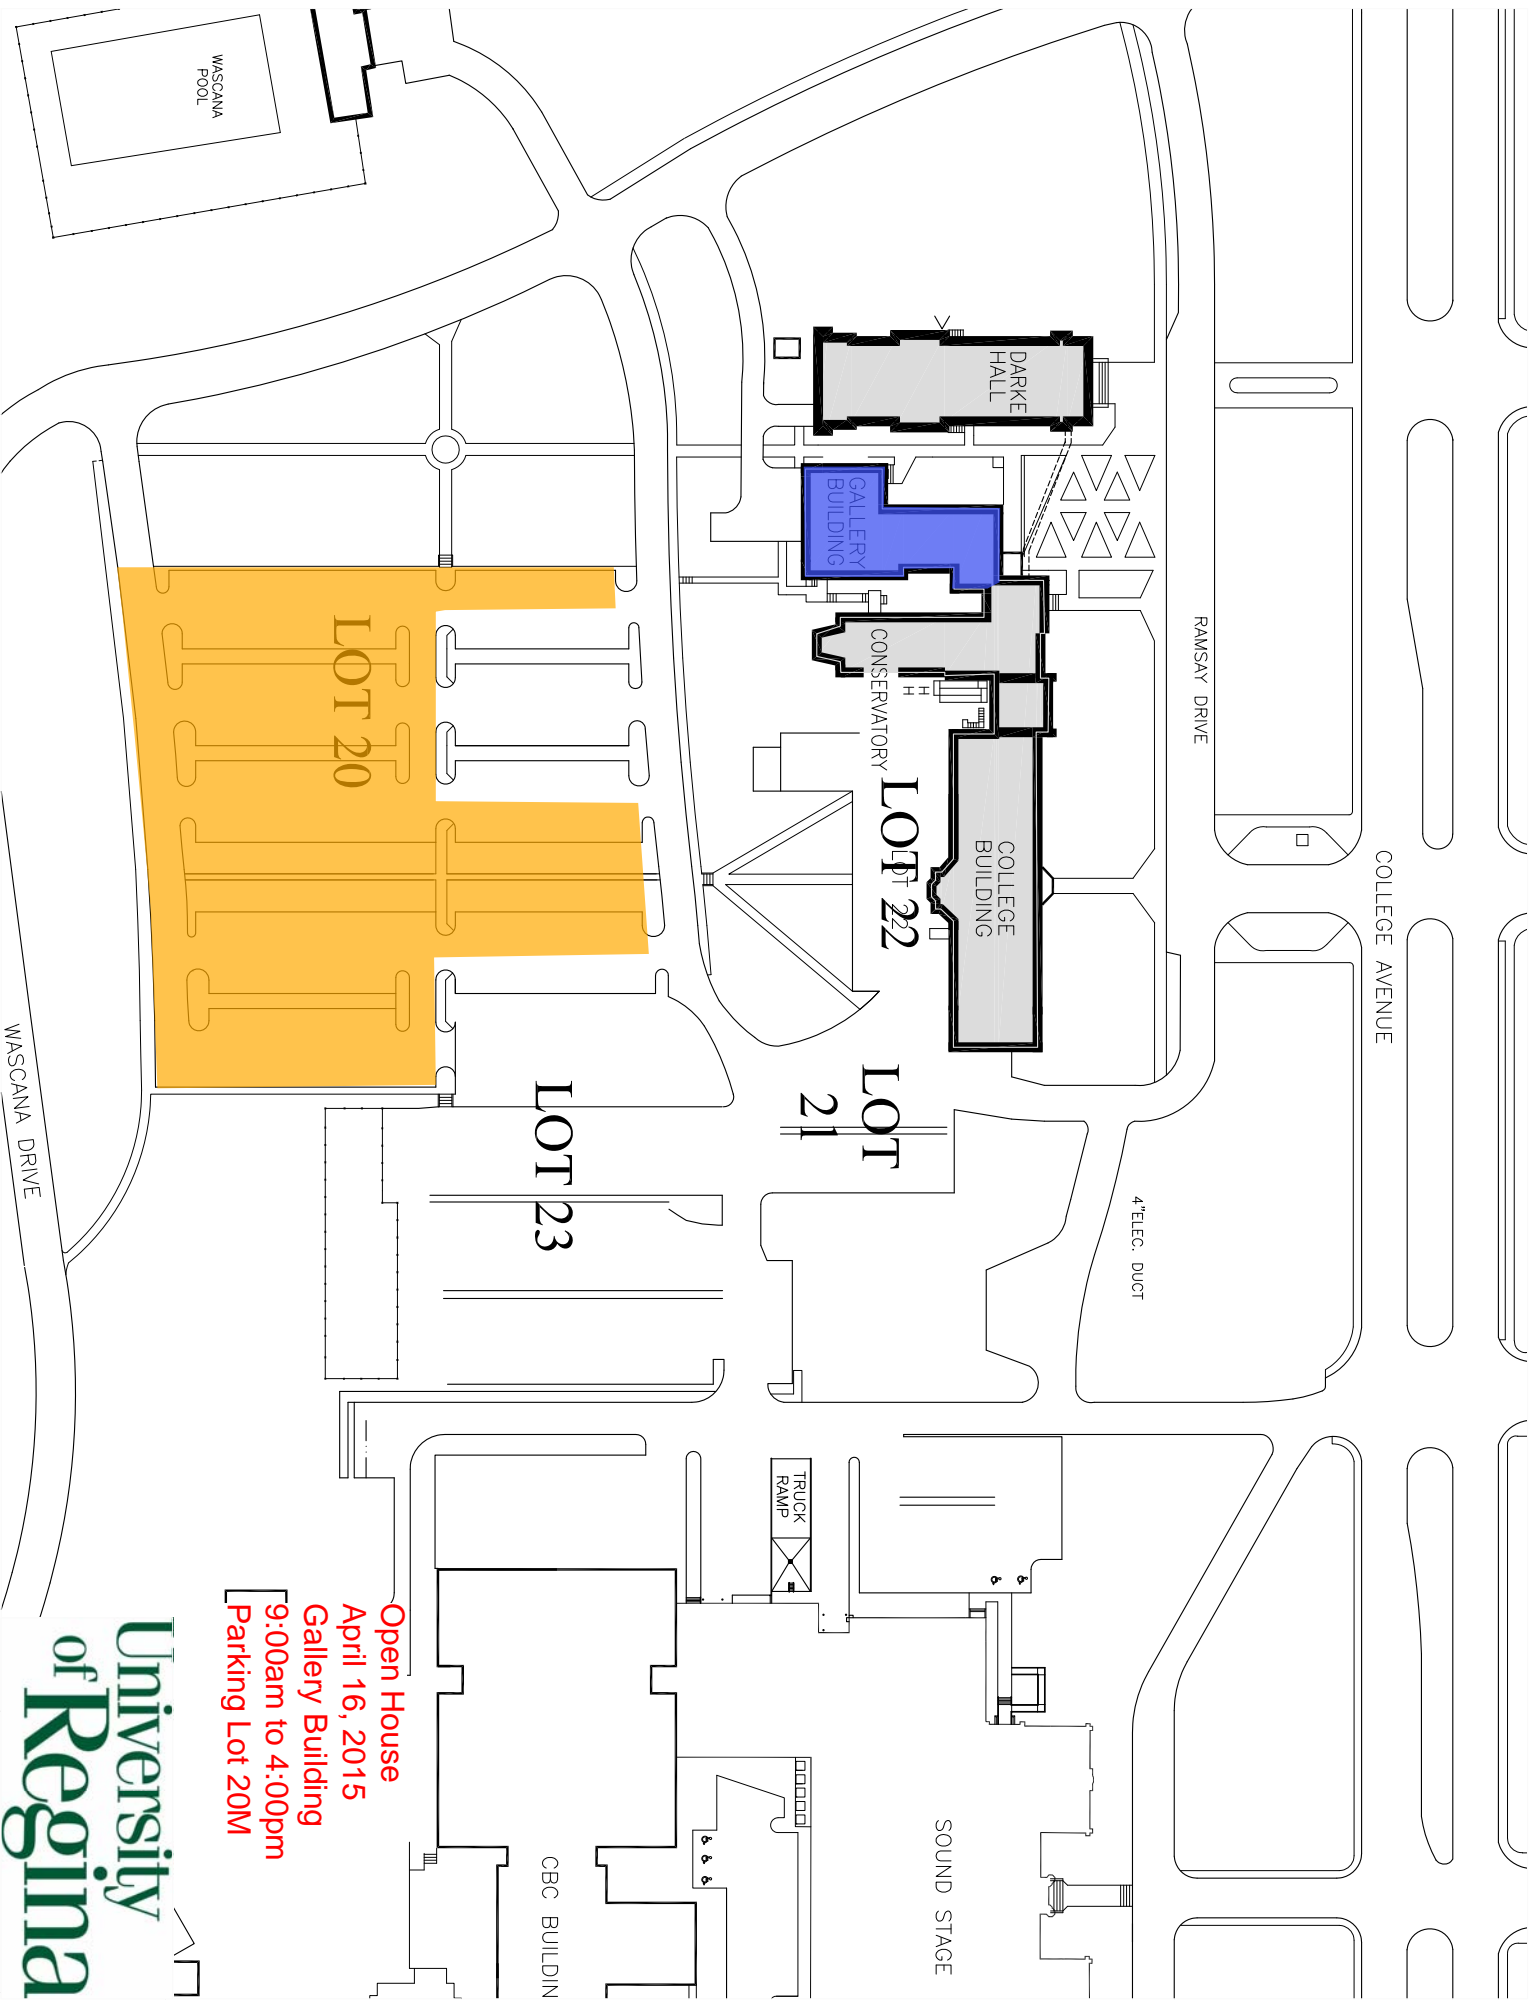 COLLEGE AVENUE
RAMSAY DRIVE
4"ELEC. DUCT
DARKE
HALL
COLLEGE
BUILDING
SOUND STAGE
H
H
LOT 22
LOT 22
CONSERVATORY
GALLERY
BUILDING
LOT
21
TRUCK
RAMP
LOT 23
CBC BUILDIN
LOT 20
WASCANA
POOL
Open House
April 16, 2015
Gallery Building
9:00am to 4:00pm
Parking Lot 20M
University
of Regina
WASCANA DRIVE